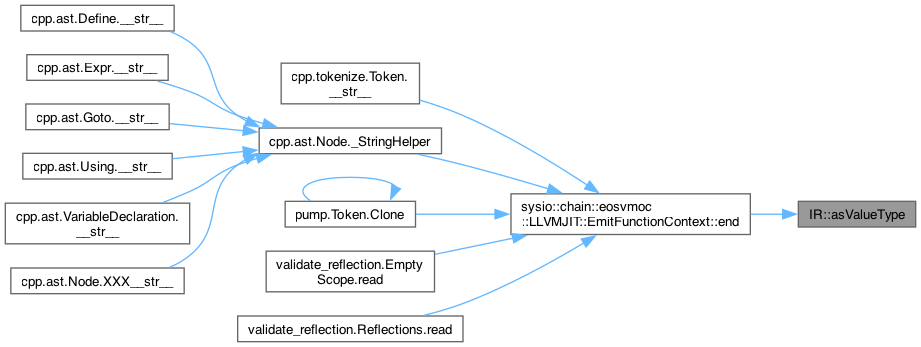 cpp.ast.Define.__str__
cpp.ast.Expr.__str__
cpp.ast.Goto.__str__
cpp.ast.Using.__str__
cpp.ast.VariableDeclaration.
__str__
cpp.ast.Node.XXX__str__
cpp.tokenize.Token.
__str__
cpp.ast.Node._StringHelper
pump.Token.Clone
validate_reflection.Empty
Scope.read
validate_reflection.Reflections.read
sysio::chain::eosvmoc
::LLVMJIT::EmitFunctionContext::end
IR::asValueType